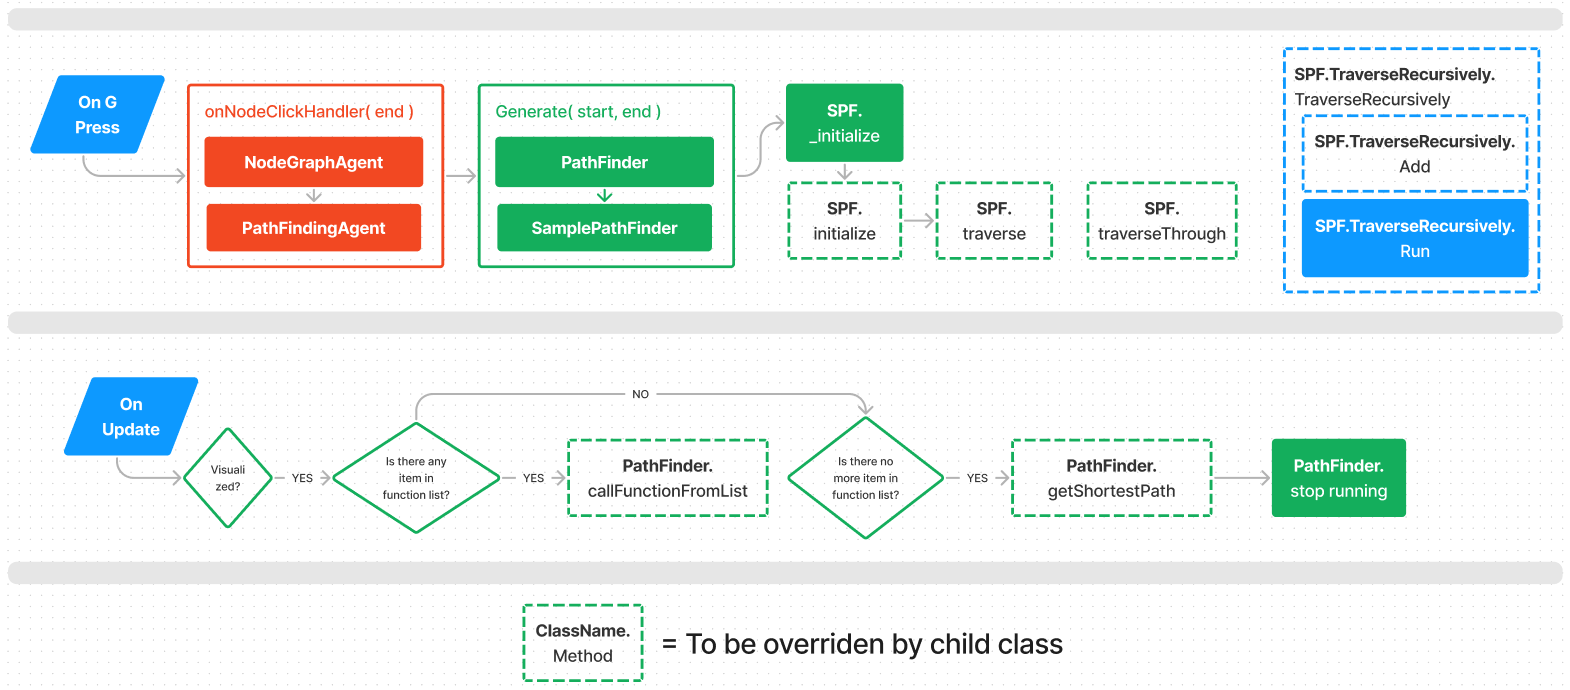 On G
Press
onNodeClickHandler( end )
NodeGraphAgent
PathFindingAgent
Generate( start, end )
PathFinder
SamplePathFinder
SPF.
_initialize
SPF.
initialize
SPF.
traverse
SPF.
traverseThrough
SPF.TraverseRecursively.
TraverseRecursively
SPF.TraverseRecursively.
Add
SPF.TraverseRecursively.
Run
On
Update
Visuali
zed?
YES
Is there any
item in
function list?
NO
YES
PathFinder.
callFunctionFromList
Is there no
more item in
function list?
YES
PathFinder.
getShortestPath
PathFinder.
stop running
ClassName.
Method
= To be overriden by child class